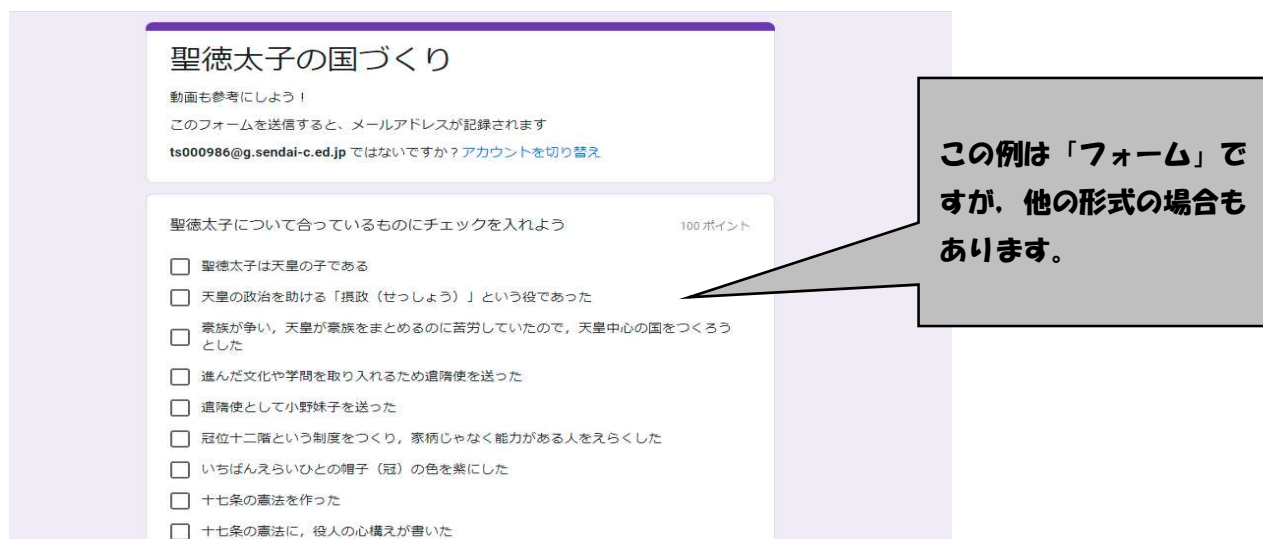 聖徳太子の国づくり
動画も参考にしよう！
このフォームを送信すると、メールアドレスが記録されます
ts000986@g.sendai-c.ed.jp ではないですか？アカウントを切り替え
聖徳太子について合っているものにチェックを入れよう 100 ポイント
聖徳太子は天皇の子である
天皇の政治を助ける「摂政（せっしょう）」という役であった
豪族が争い，天皇が豪族をまとめるのに苦労していたので，天皇中心の国をつくろう
とした
進んだ文化や学問を取り入れるため遣隋使を送った
遣隋使として小野妹子を送った
冠位十二階という制度をつくり，家柄じゃなく能力がある人をえらくした
いちばんえらいひとの帽子（冠）の色を紫にした
十七条の憲法を作った
十七条の憲法に，役人の心構えが書いた
この例は「フォーム」で
すが，他の形式の場合も
あります。